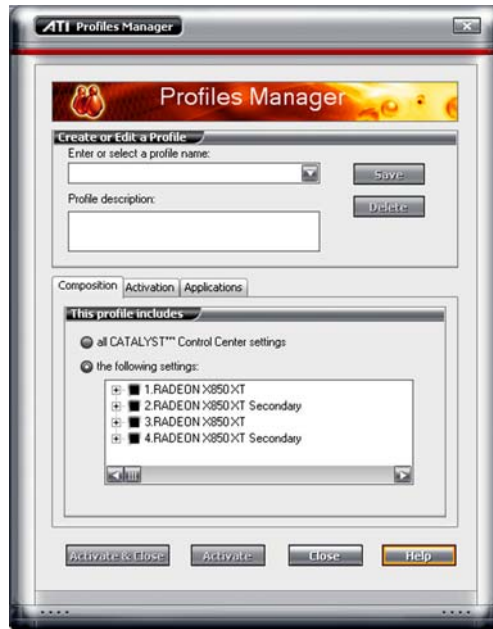 ATI Profiles Manager
Profiles Manager
Create or Edit a Profile
Enter or select a profile name:
Save
Profile description:
Delete
Composition Activation Applications
This profile includes
all CATALYST™ Control Center settings
the following settings:
1.RADEON X850 XT
2.RADEON X850 XT Secondary
3.RADEON X850 XT
4.RADEON X850 XT Secondary
Activate & Close Activate Close Help